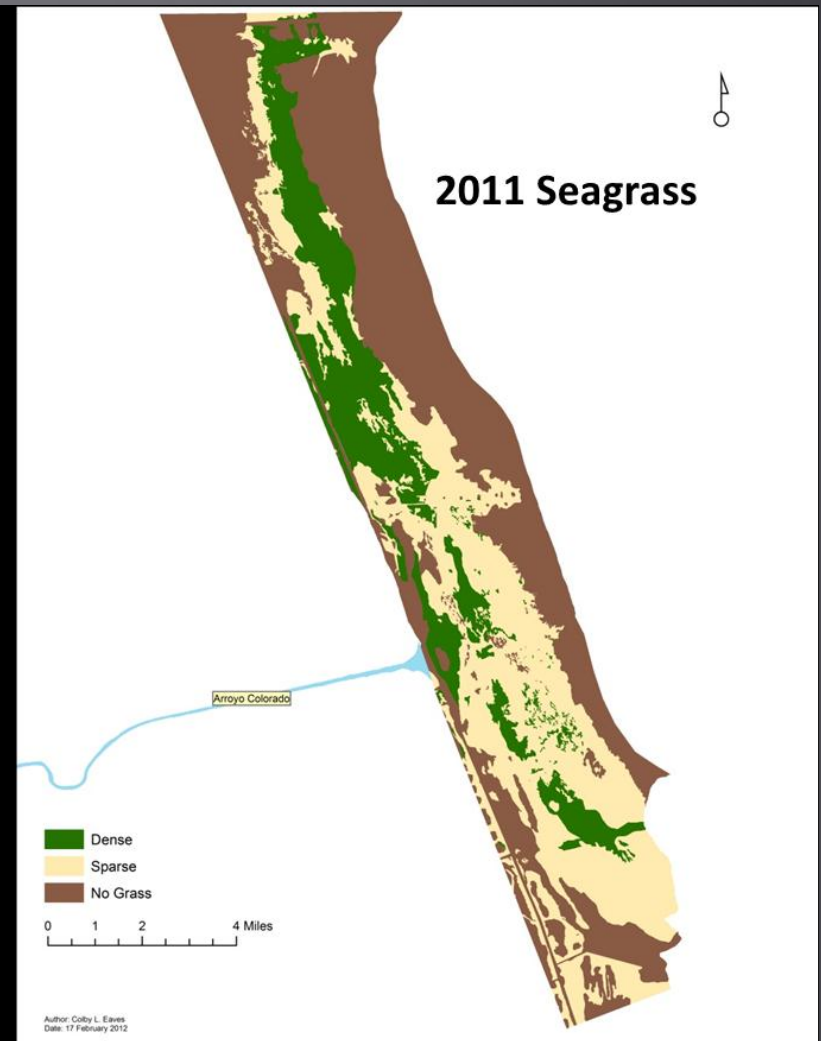 2011 Seagrass
Arroyo Colorado
Dense
Sparse
No Grass
0 1 2 4 Miles
Author: Colby L. Eaves
Date: 17 February 2012